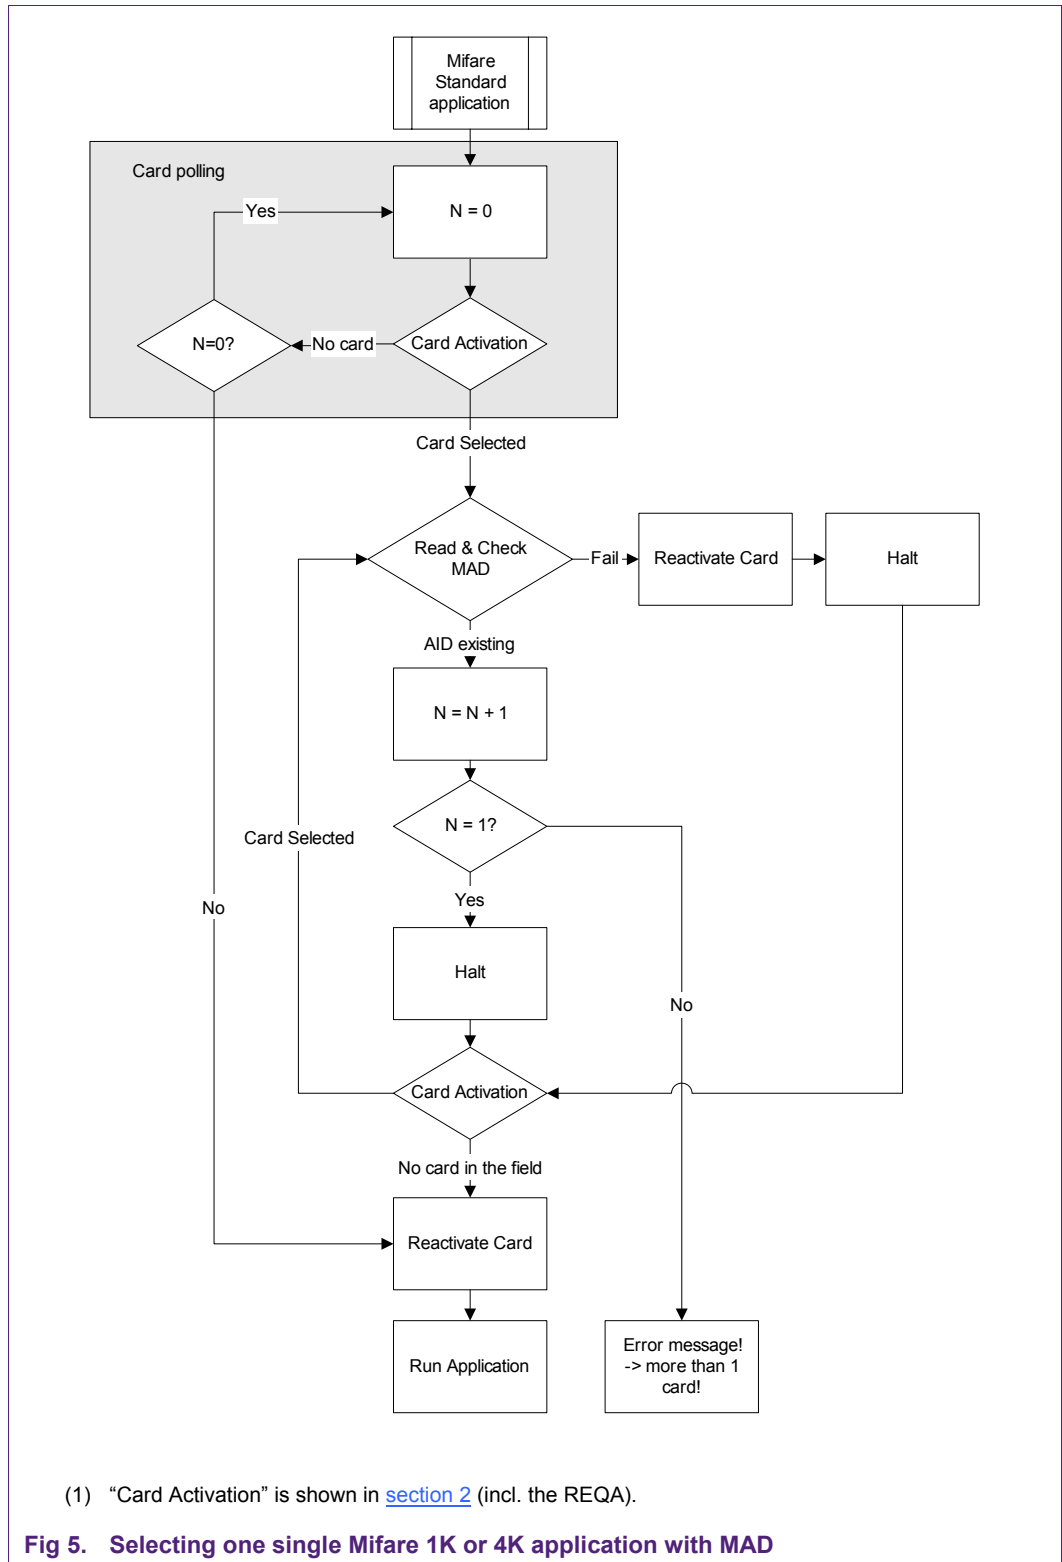 Mifare
Standard
application
Card polling
Yes
N = 0
N=0?
No card
Card Activation
Card Selected
Read & Check
MAD
Fail
Reactivate Card
Halt
AID existing
N = N + 1
N = 1?
Card Selected
Yes
No
Halt
No
Card Activation
No card in the field
Reactivate Card
Run Application
Error message!
-> more than 1
card!
(1) “Card Activation” is shown in section 2 (incl. the REQA).
Fig 5. Selecting one single Mifare 1K or 4K application with MAD